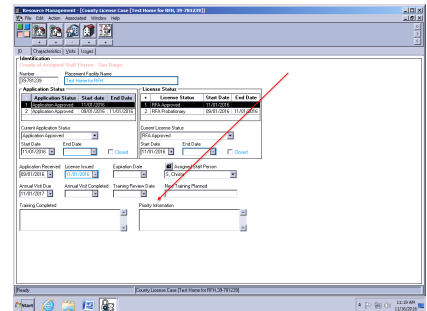 Resource Management - [County License Case [Test Home for RFH, 39-781239]]
File Edit Action Associated Window Help
ID Characteristics Visits Issues
Identification
County of Assigned Staff Person - San Diego
Number Placement Facility Name
39-781239 Test Home for RFH
Application Status
Application Status Start date End Date
1 Application Approved 11/01/2016
2 Application Approved 09/01/2016 11/01/2016
License Status
+ License Status Start Date End Date
1 RFA Approved 11/01/2016
2 RFA Probationary 09/01/2016 11/01/2016
Current Application Status
Application Approved
Start Date End Date
11/01/2016 Closed
Current License Status
RFA Approved
Start Date End Date
11/01/2016 Closed
Application Received License Issued Expiration Date Assigned Staff Person
09/01/2016 11/01/2016 S, Christin
Annual Visit Due Annual Visit Completed Training Review Date Next Training Planned
11/01/2017
Training Completed Priority Information
Ready County License Case [Test Home for RFH, 39-781239]
Start 11:18 AM
11/16/2016